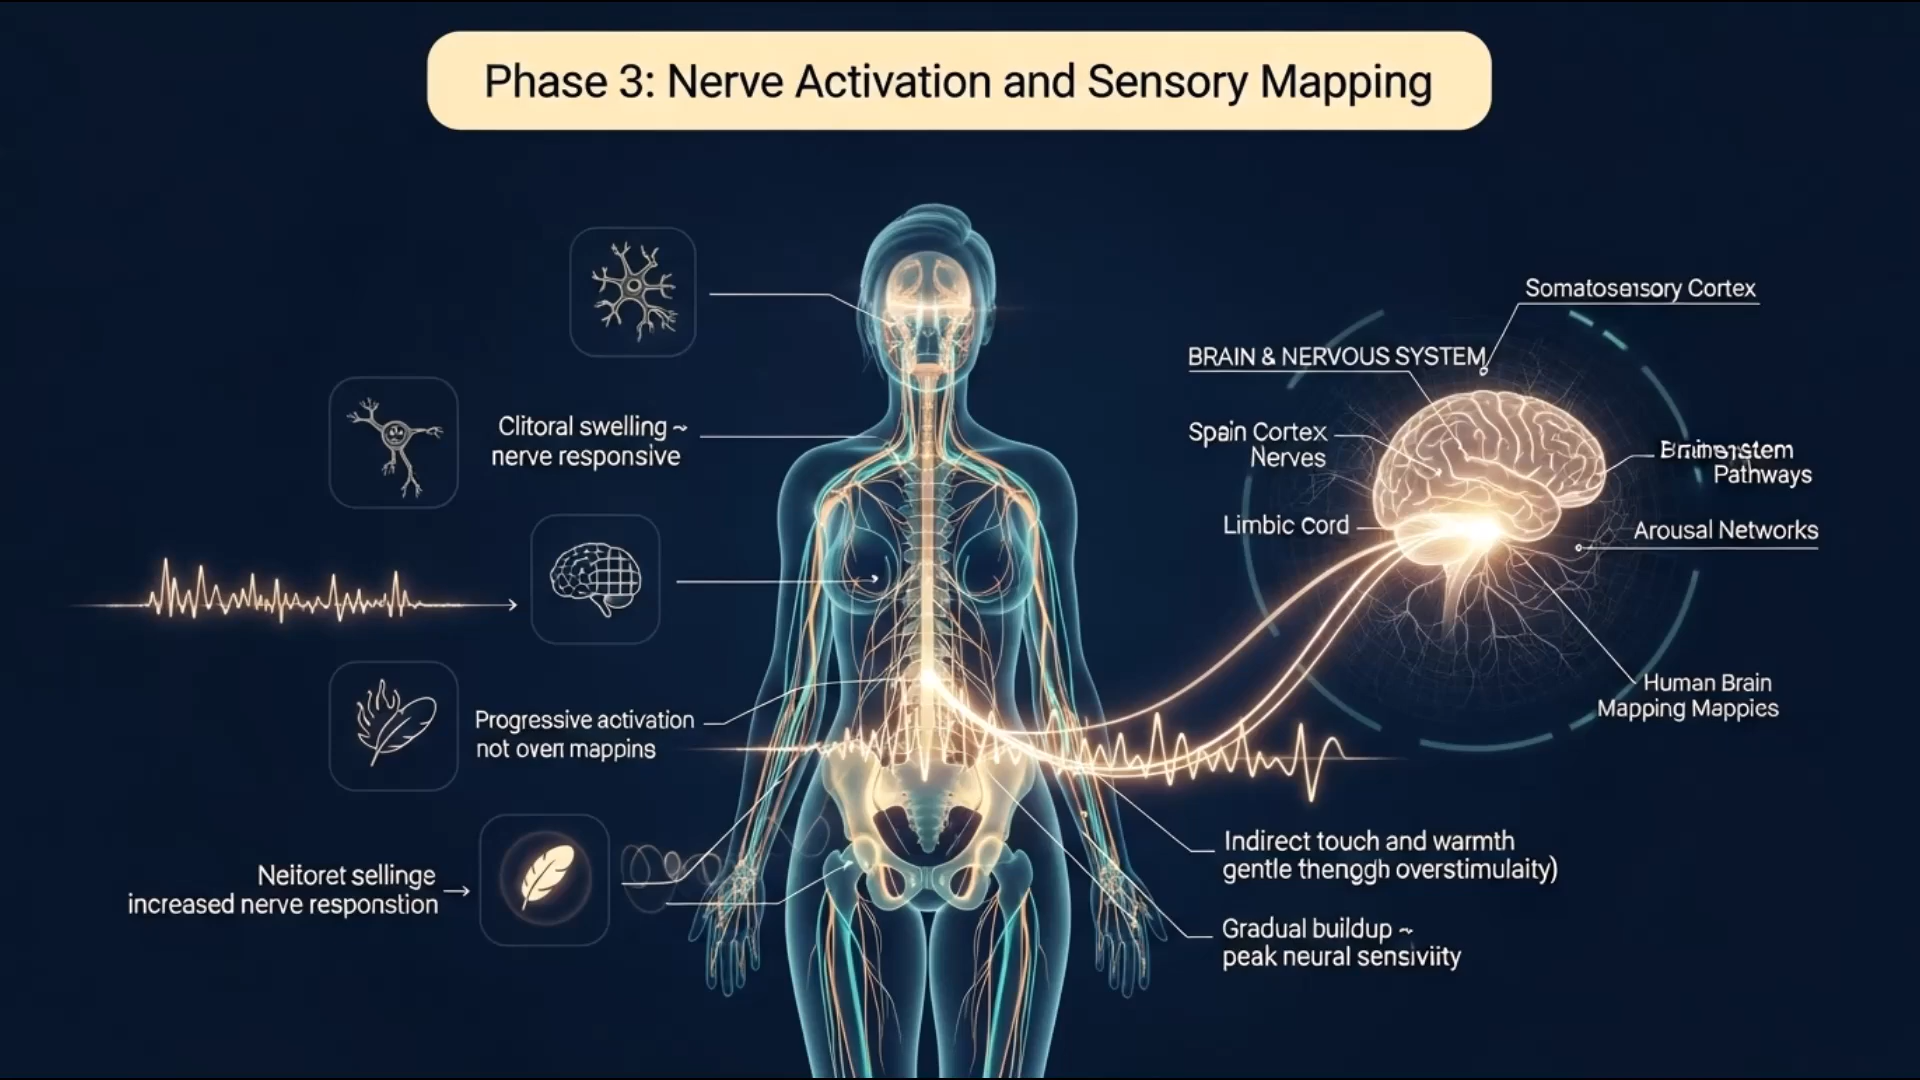 Phase 3: Nerve Activation and Sensory Mapping
Clitoral swelling ~
nerve responsive
Progressive activation
not overı mappins
Neitoret sellinge
increased nerve responstion
Somatosensory Cortex
BRAIN & NERVOUS SYSTEM
Spain Cortex
Nerves
Limbic Cord
Pathways
Arousal Networks
Human Brain
Mapping Mappies
Indirect touch and warmth
gentle thenggh overstimulaity)
Gradual buildup ~
peak neural sensiviity